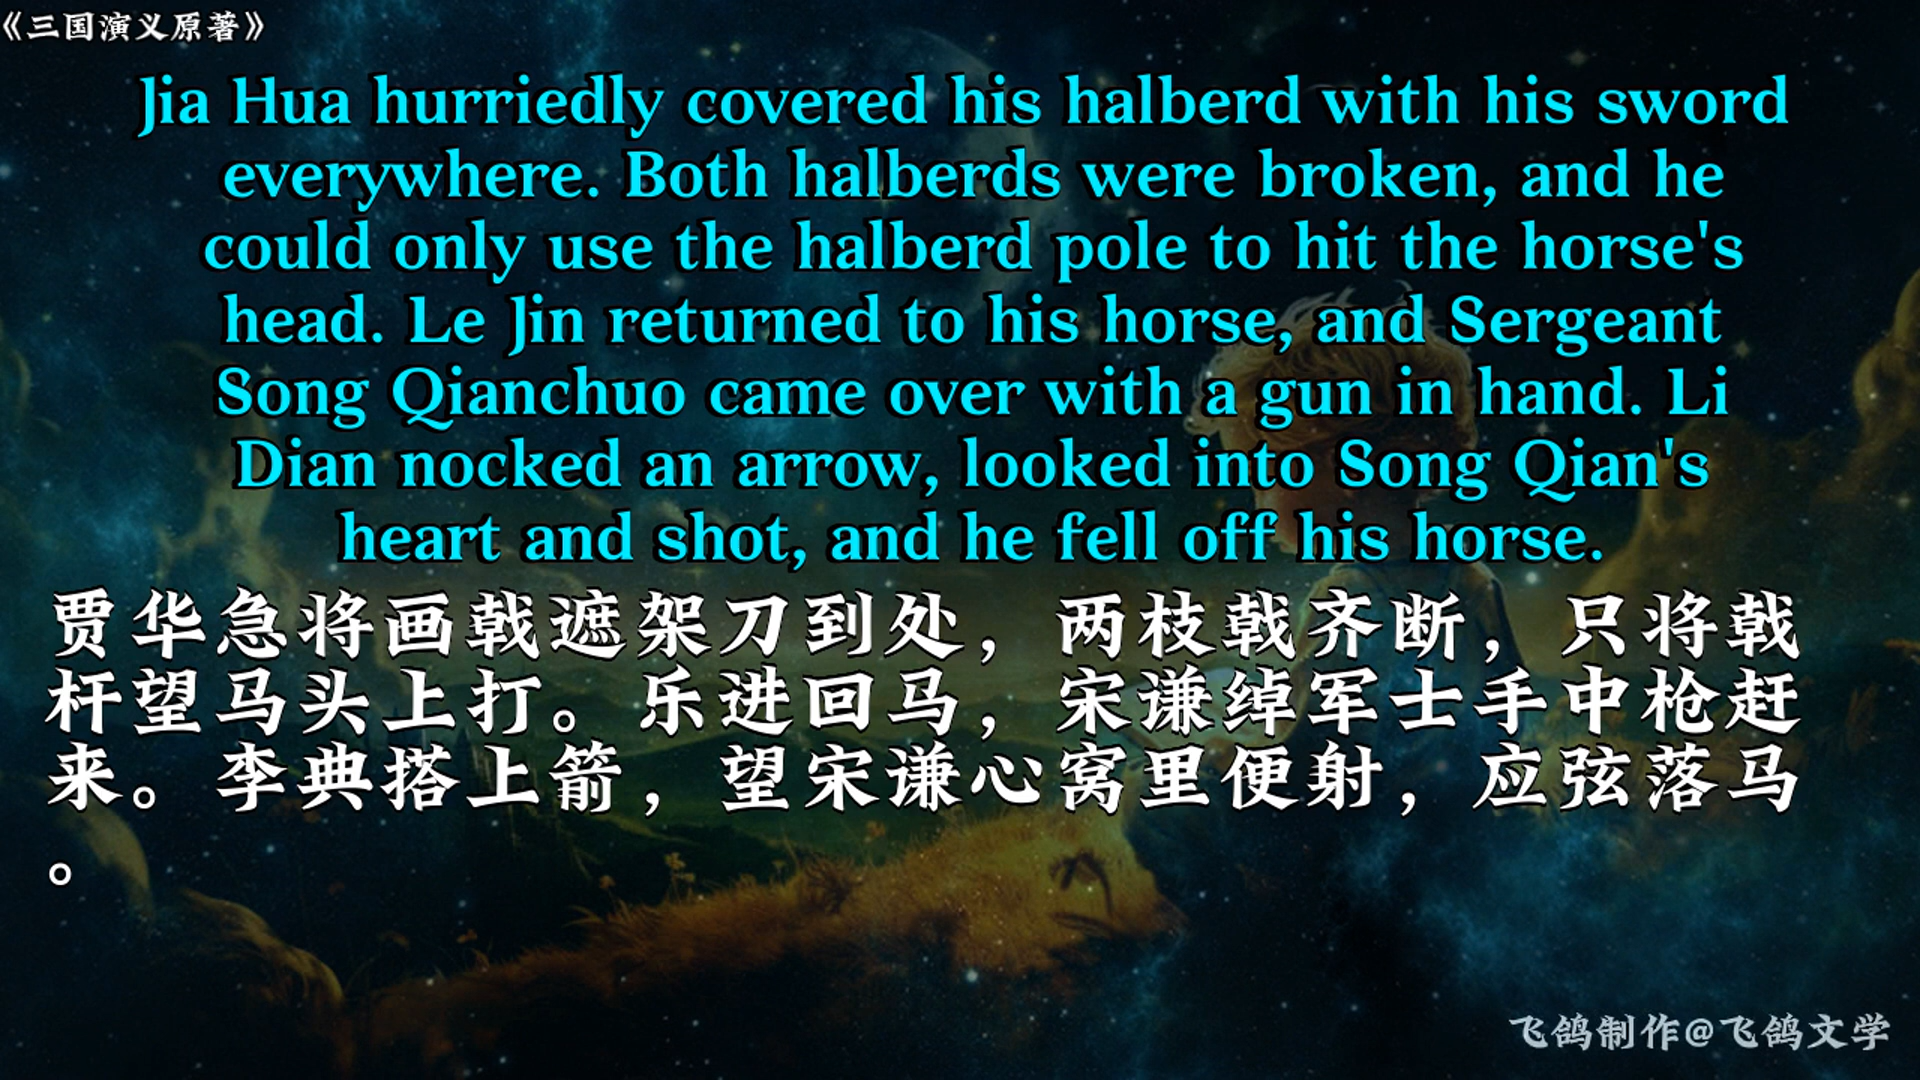 《三国演义原著》
Jia Hua hurriedly covered his halberd with his sword
everywhere. Both halberds were broken, and he
could only use the halberd pole to hit the horse's
head. Le Jin returned to his horse, and Sergeant
Song Qianchuo came over with a gun in hand. Li
Dian nocked an arrow, looked into Song Qian's
heart and shot, and he fell off his horse.
贾华急将画戟遮架刀到处，两枝戟齐断，只将戟
杆望马头上打。乐进回马，宋谦绰军士手中枪赶
来。李典搭上箭，望宋谦心窝里便射，应弦落马
。
飞鸽制作@飞鸽文学